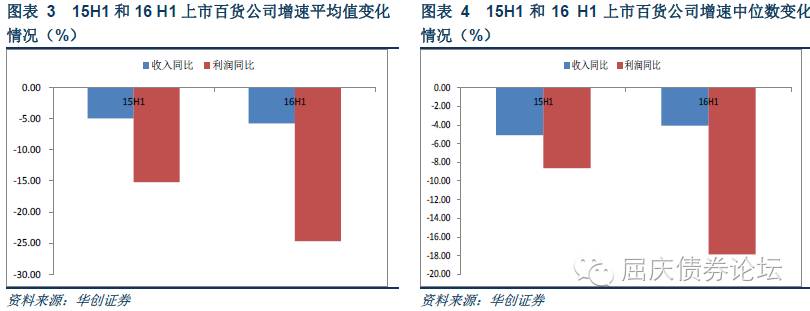 图表 3 15H1 和 16 H1 上市百货公司增速平均值变化
情况（%）
收入同比 利润同比
0.00
-5.00
-10.00
-15.00
-20.00
-25.00
-30.00
15H1
16H1
资料来源：华创证券
图表 4 15H1 和 16 H1 上市百货公司增速中位数变化
情况（%）
收入同比 利润同比
0.00
-2.00
-4.00
-6.00
-8.00
-10.00
-12.00
-14.00
-16.00
-18.00
-20.00
15H1
16H1
屈庆债券论坛
资料来源：华创证券